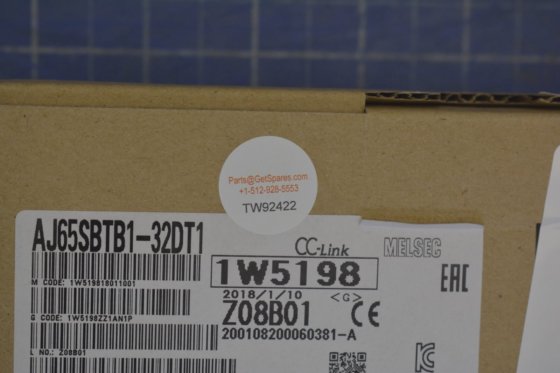 Parts@GetSpares.com
+1-512-928-5553
TW92422
AJ65SBTB1-32DT1
CC-Link
MELSEC
1W5198
EAC
M CODE: 1W519818011001
2018/1/10
<G>
Z08B01
CE
G CODE: 1W5198ZZ1AN1P
200108200060381-A
L NO.: Z08B01